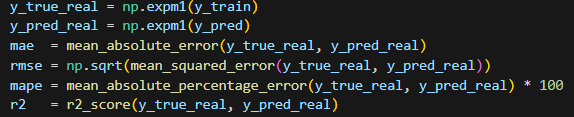 y_true_real = np.expm1(y_train)
y_pred_real = np.expm1(y_pred)
mae  = mean_absolute_error(y_true_real, y_pred_real)
rmse = np.sqrt(mean_squared_error(y_true_real, y_pred_real))
mape = mean_absolute_percentage_error(y_true_real, y_pred_real) * 100
r2   = r2_score(y_true_real, y_pred_real)